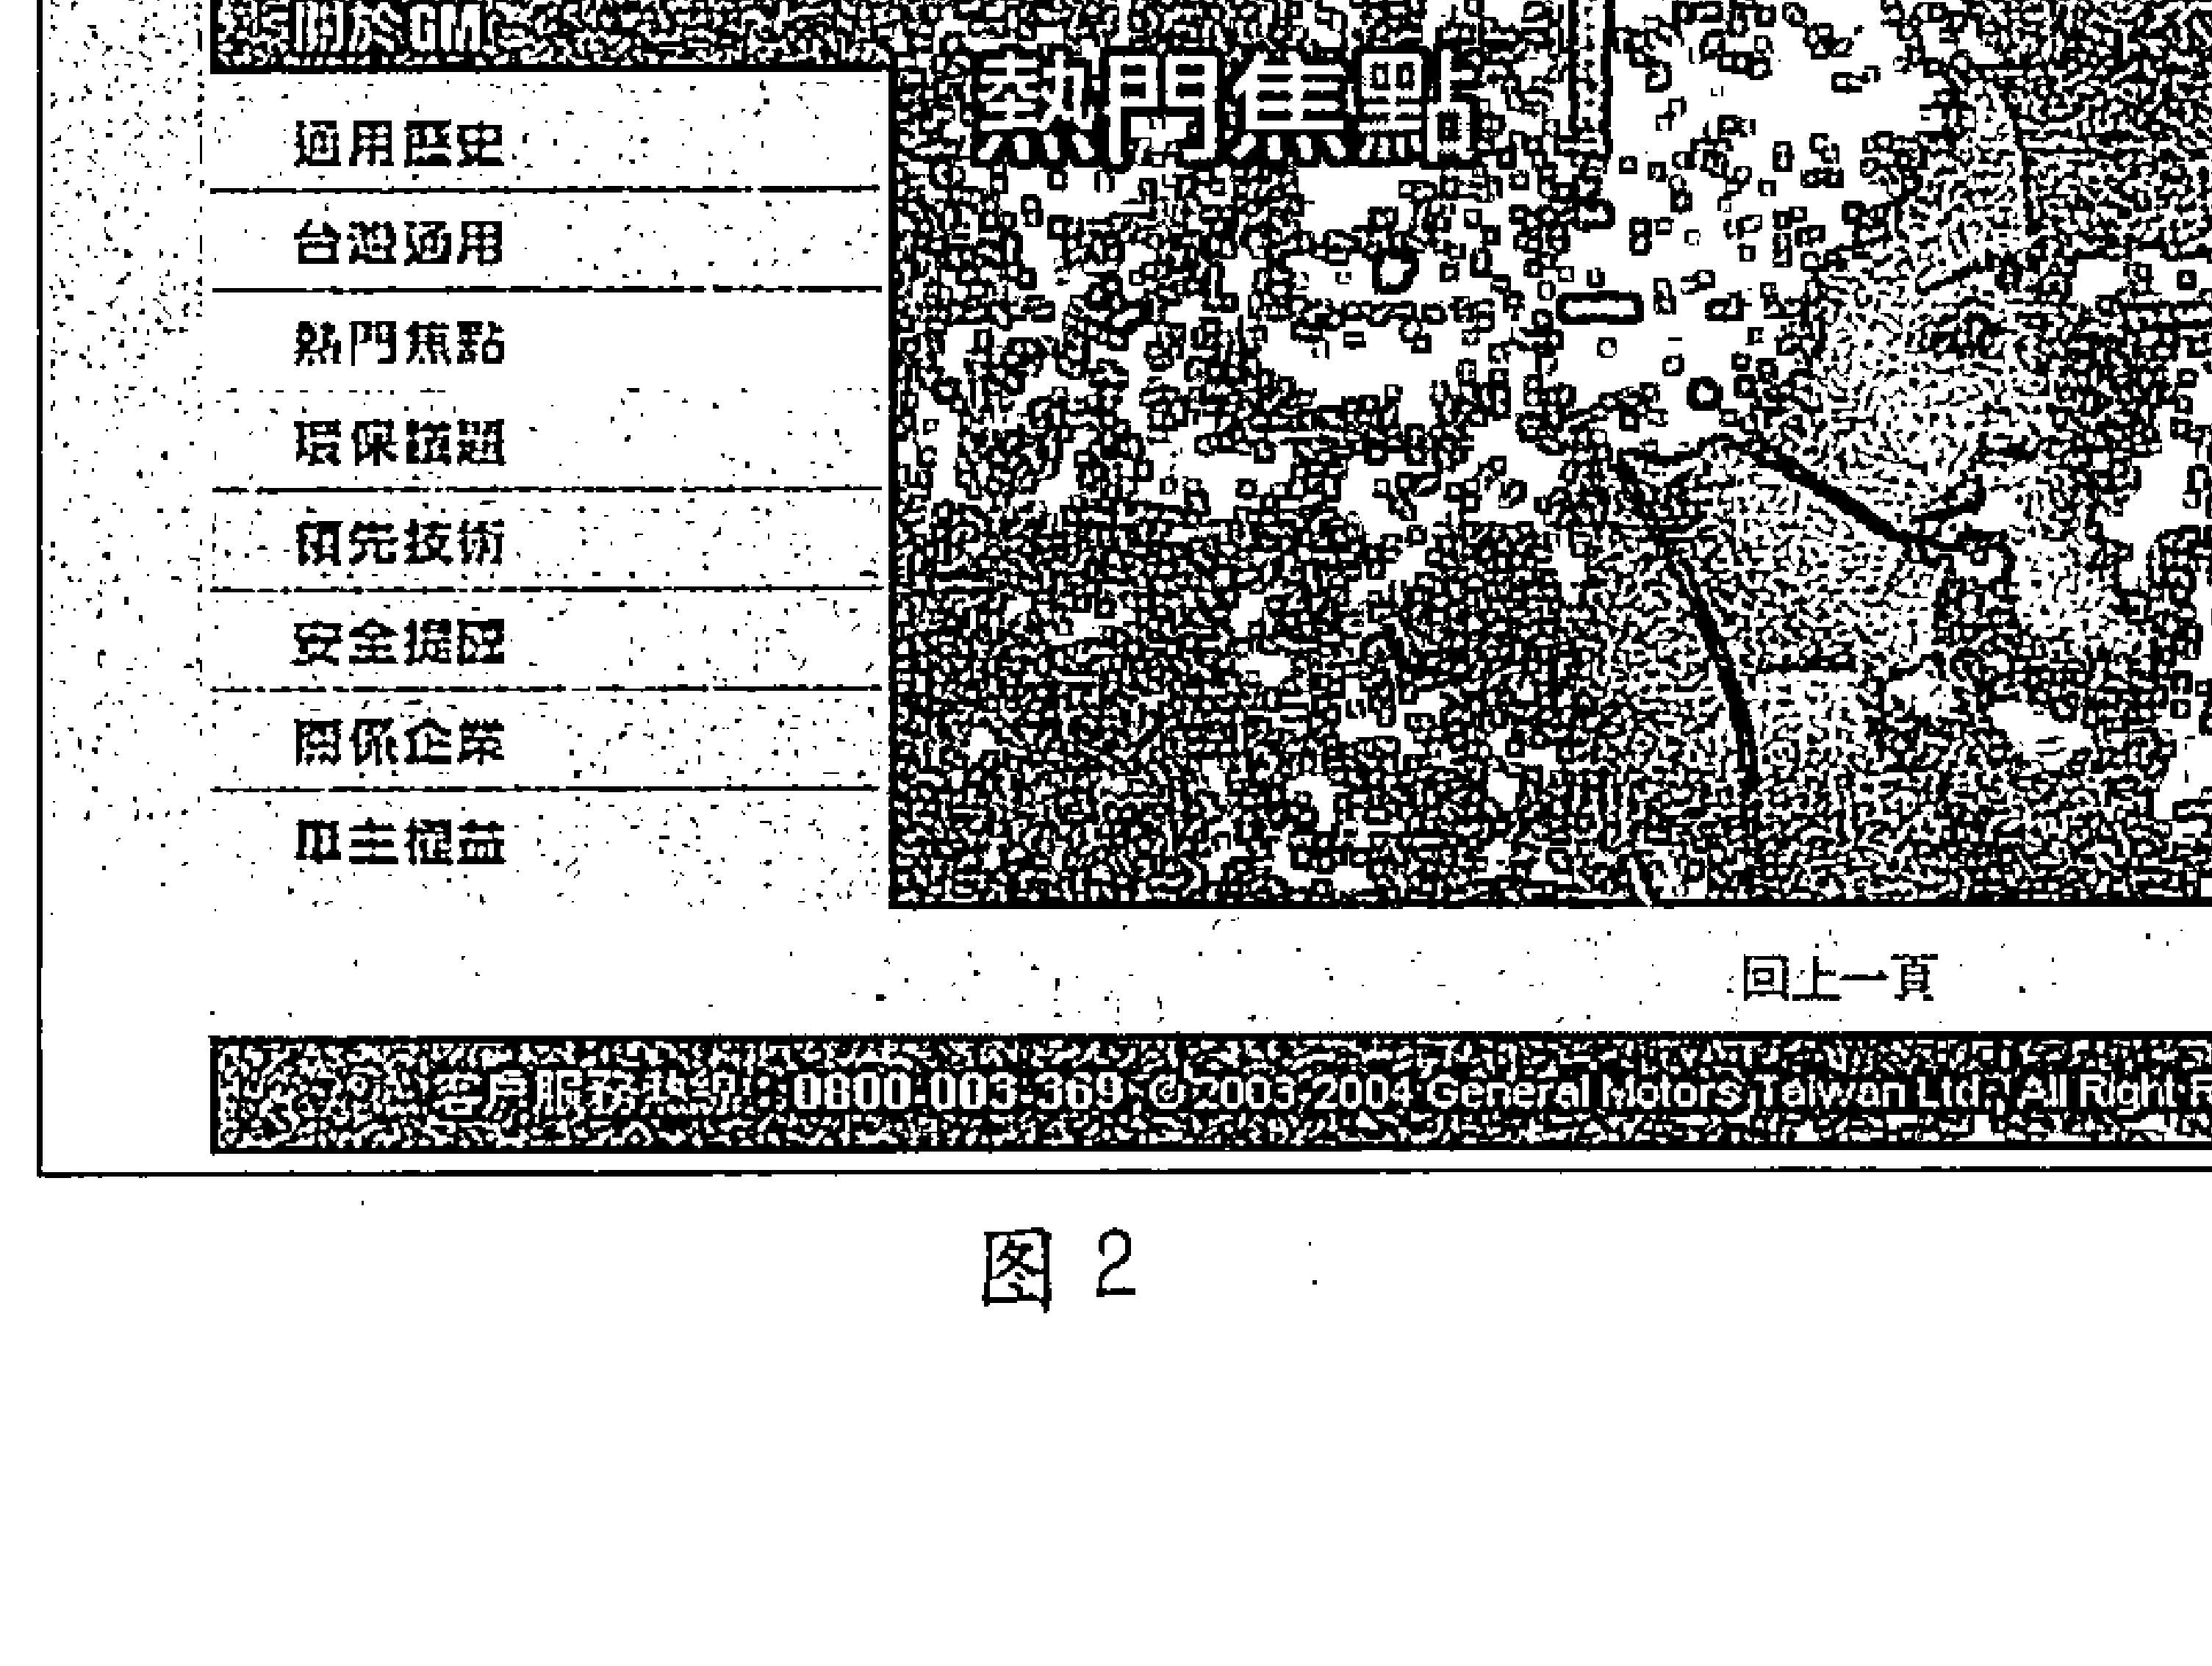 關於GM
熱門焦點
通用歷史
台灣通用
熱門焦點
環保話題
領先技術
安全提醒
關係企業
車主權益
回上一頁
客戶服務熱線：0800-003-369 © 2003-2004 General Motors Taiwan Ltd. All Right
图 2